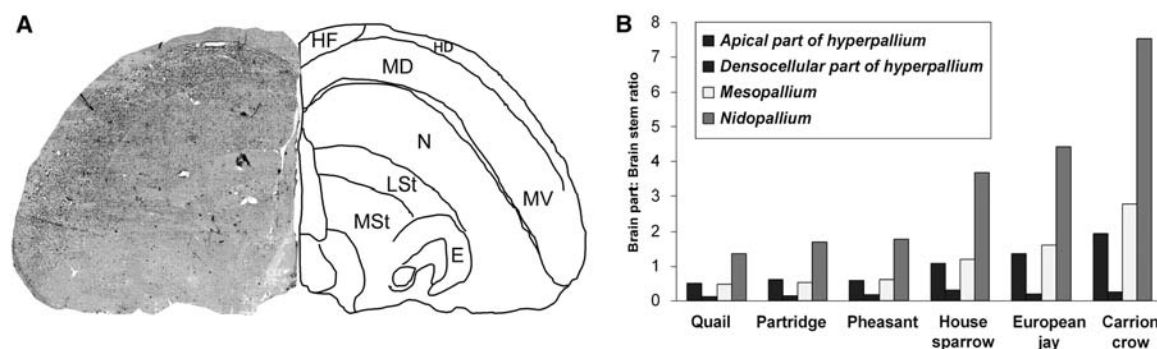 A
HF
HD
MD
N
LSt
MV
MSt
E
B
8
7
6
5
4
3
2
1
0
Brain part: Brain stem ratio
Apical part of hyperpallium
Densocellular part of hyperpallium
Mesopallium
Nidopallium
Quail
Partridge
Pheasant
House
sparrow
European
jay
Carrion
crow